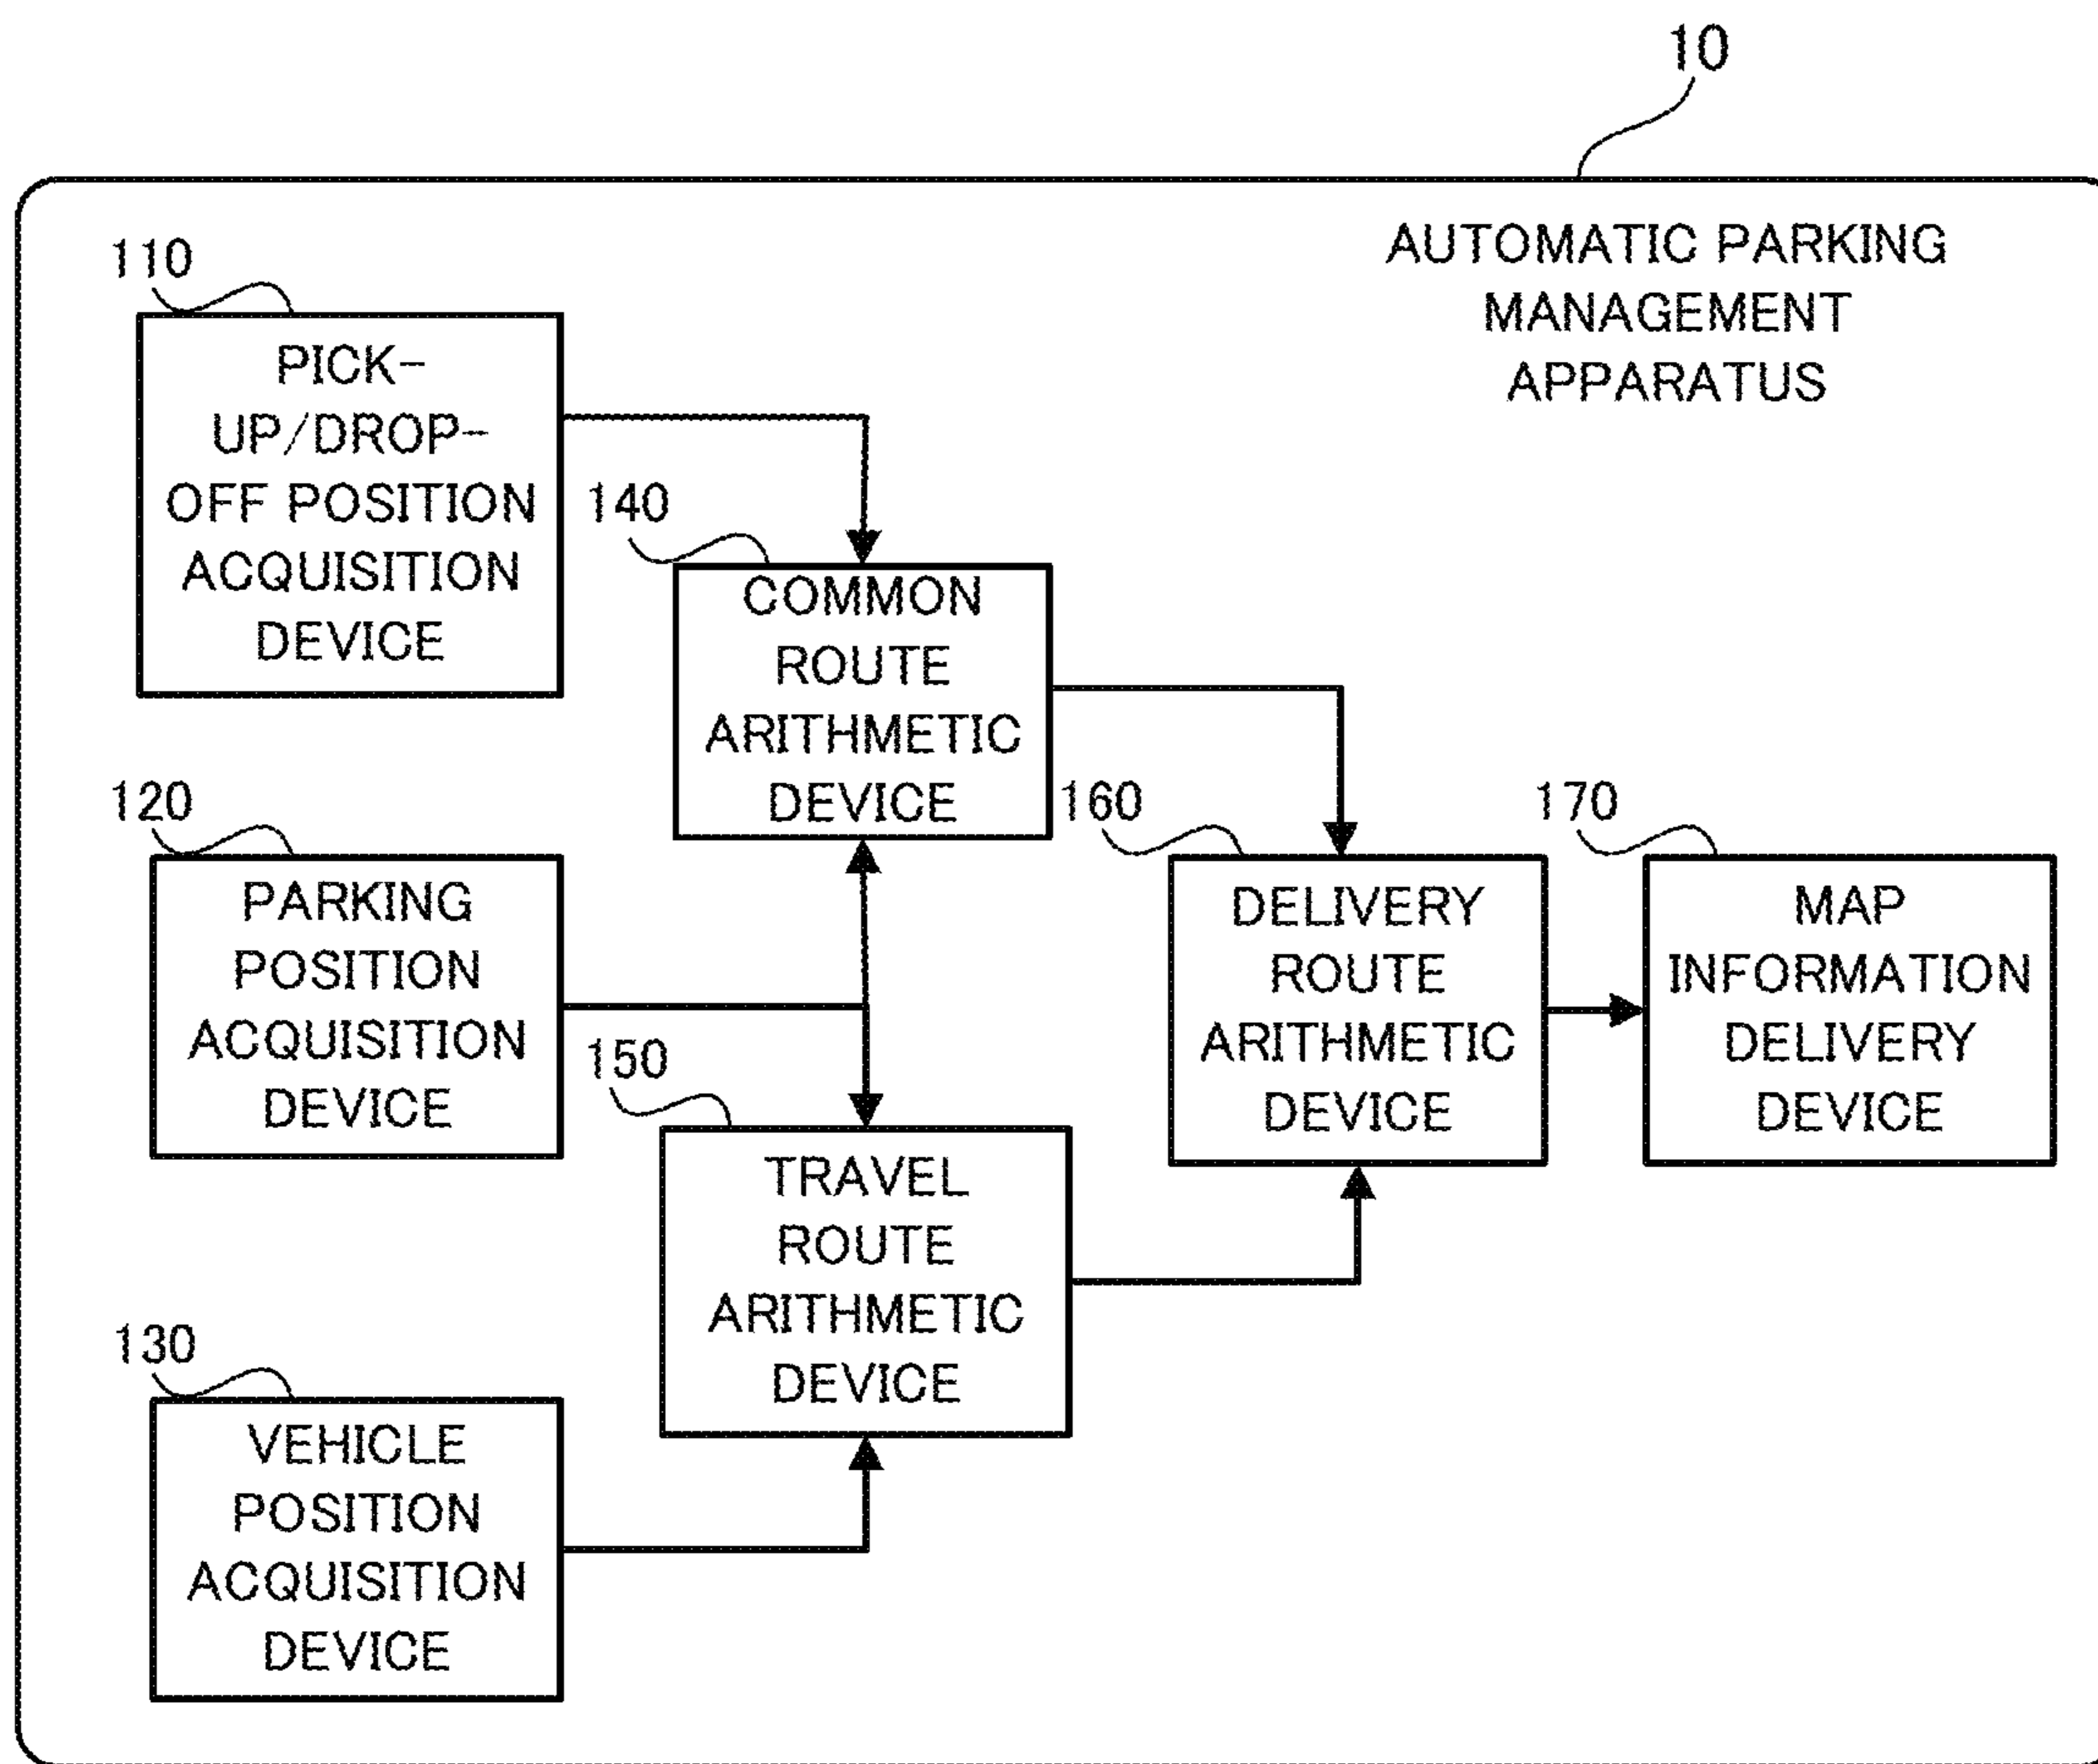 10
AUTOMATIC PARKING
MANAGEMENT
APPARATUS
110
PICK-
UP/DROP-
OFF POSITION
ACQUISITION
DEVICE
140
COMMON
ROUTE
ARITHMETIC
DEVICE
120
PARKING
POSITION
ACQUISITION
DEVICE
160
DELIVERY
ROUTE
ARITHMETIC
DEVICE
170
MAP
INFORMATION
DELIVERY
DEVICE
150
TRAVEL
ROUTE
ARITHMETIC
DEVICE
130
VEHICLE
POSITION
ACQUISITION
DEVICE